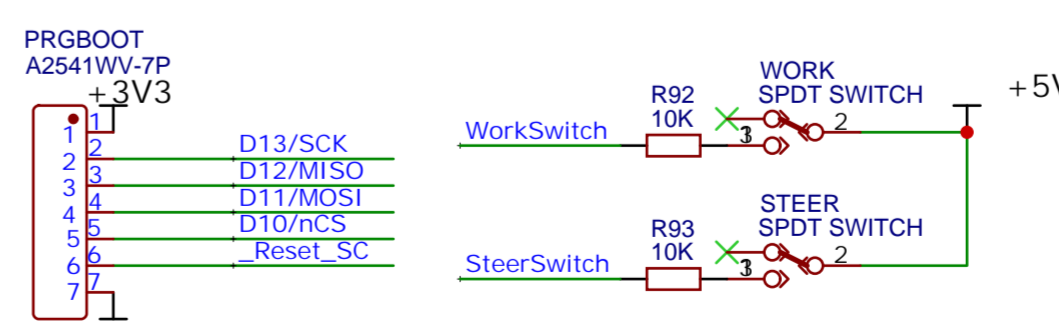 PRGBOOT
A2541WV-7P
+3V3
1 1
2 2 D13/SCK
3 3 D12/MISO
4 4 D11/MOSI
5 5 D10/nCS
6 6 _Reset_SC
7 7
WORK
SPDT SWITCH
R92
10K
WorkSwitch
3
2
+5V
STEER
SPDT SWITCH
R93
10K
SteerSwitch
3
2